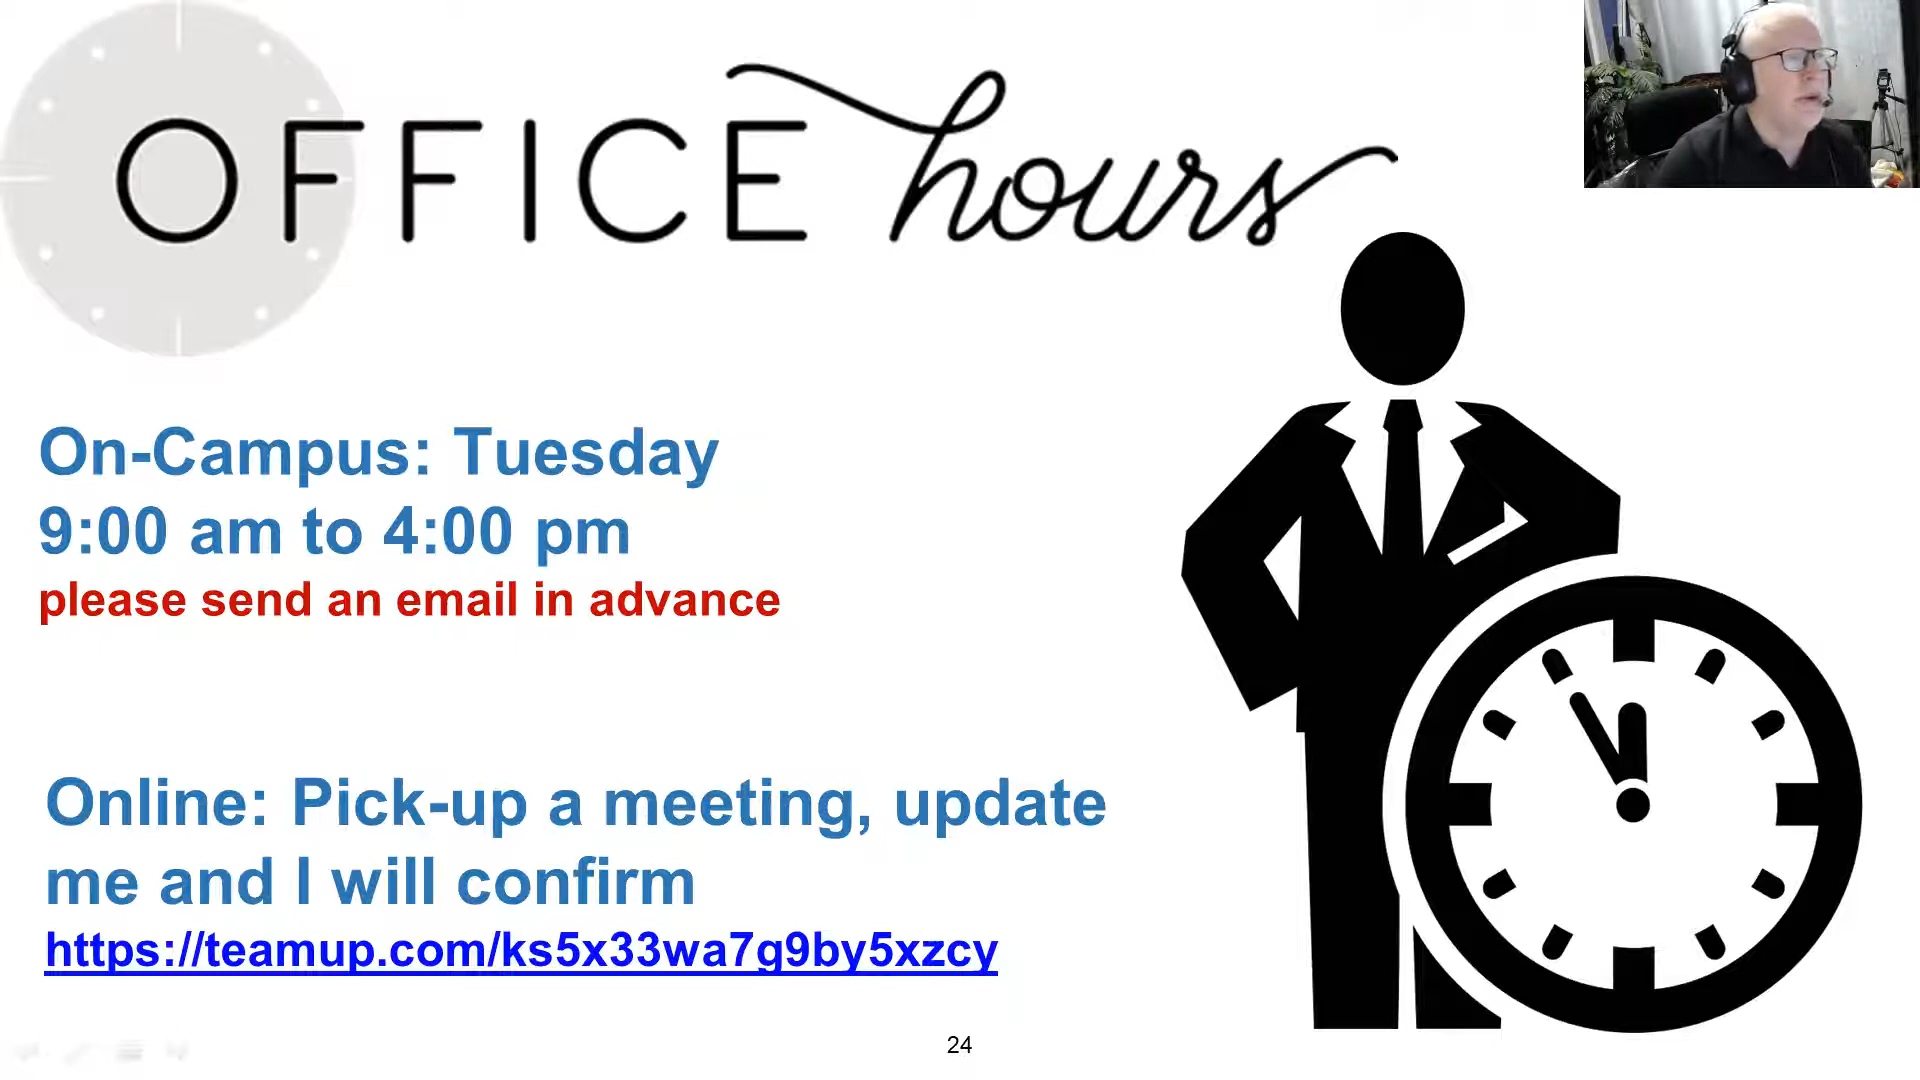 OFFICE hours
On-Campus: Tuesday
9:00 am to 4:00 pm
please send an email in advance
Online: Pick-up a meeting, update
me and I will confirm
https://teamup.com/ks5x33wa7g9by5xzcy
24